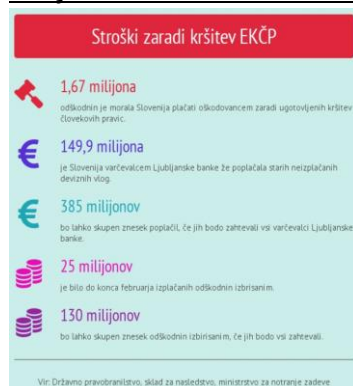 Stroški zaradi kršitev EKČP
1,67 milijona
odškodnin je morala Slovenija plačati oškodovancem zaradi ugotovljenih kršitev
človekovih pravic.
149,9 milijona
je Slovenija varčevalcem Ljubljanske banke že poplačala starih neizplačanih
deviznih vlog.
385 milijonov
bo lahko skupen znesek poplačil, če jih bodo zahtevali vsi varčevalci Ljubljanske
banke.
25 milijonov
je bilo do konca februarja izplačanih odškodnin izbrisanim.
130 milijonov
bo lahko skupen znesek odškodnin izbirisanim, če jih bodo vsi zahtevali.
Vir: Državno pravobranilstvo, sklad za nasledstvo, ministrstvo za notranje zadeve